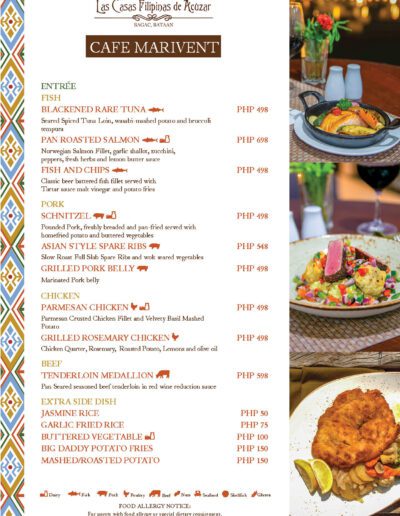 Las Casas Filipinas de Acuzar
BAGAC, BATAAN
CAFE MARIVENT
ENTRÉE
FISH
BLACKENED RARE TUNA PHP 498
Seared Spiced Tuna Loin, wasabi-mashed potato and broccoli
tempura
PAN ROASTED SALMON PHP 698
Norwegian Salmon Fillet, garlic shallot, zucchini,
peppers, fresh herbs and lemon butter sauce
FISH AND CHIPS PHP 498
Classic beer battered fish fillet served with
Tartar sauce malt vinegar and potato fries
PORK
SCHNITZEL PHP 498
Pounded Pork, freshly breaded and pan-fried served with
homefried potato and buttered vegetables
ASIAN STYLE SPARE RIBS PHP 548
Slow Roast Full Slab Spare Ribs and wok seared vegetables
GRILLED PORK BELLY PHP 498
Marinated Pork belly
CHICKEN
PARMESAN CHICKEN PHP 498
Parmesan Crusted Chicken Fillet and Velvety Basil Mashed
Potato
GRILLED ROSEMARY CHICKEN PHP 498
Chicken Quarter, Rosemary, Roasted Potato, Lemons and olive oil
BEEF
TENDERLOIN MEDALLION PHP 598
Pan Seared seasoned beef tenderloin in red wine reduction sauce
EXTRA SIDE DISH
JASMINE RICE PHP 50
GARLIC FRIED RICE PHP 75
BUTTERED VEGETABLE PHP 100
BIG DADDY POTATO FRIES PHP 150
MASHED/ROASTED POTATO PHP 150
Dairy Fish Pork Poultry Beef Nuts Seafood Shellfish Gluten
FOOD ALLERGY NOTICE:
For guests with food allergy or special dietary requirement,